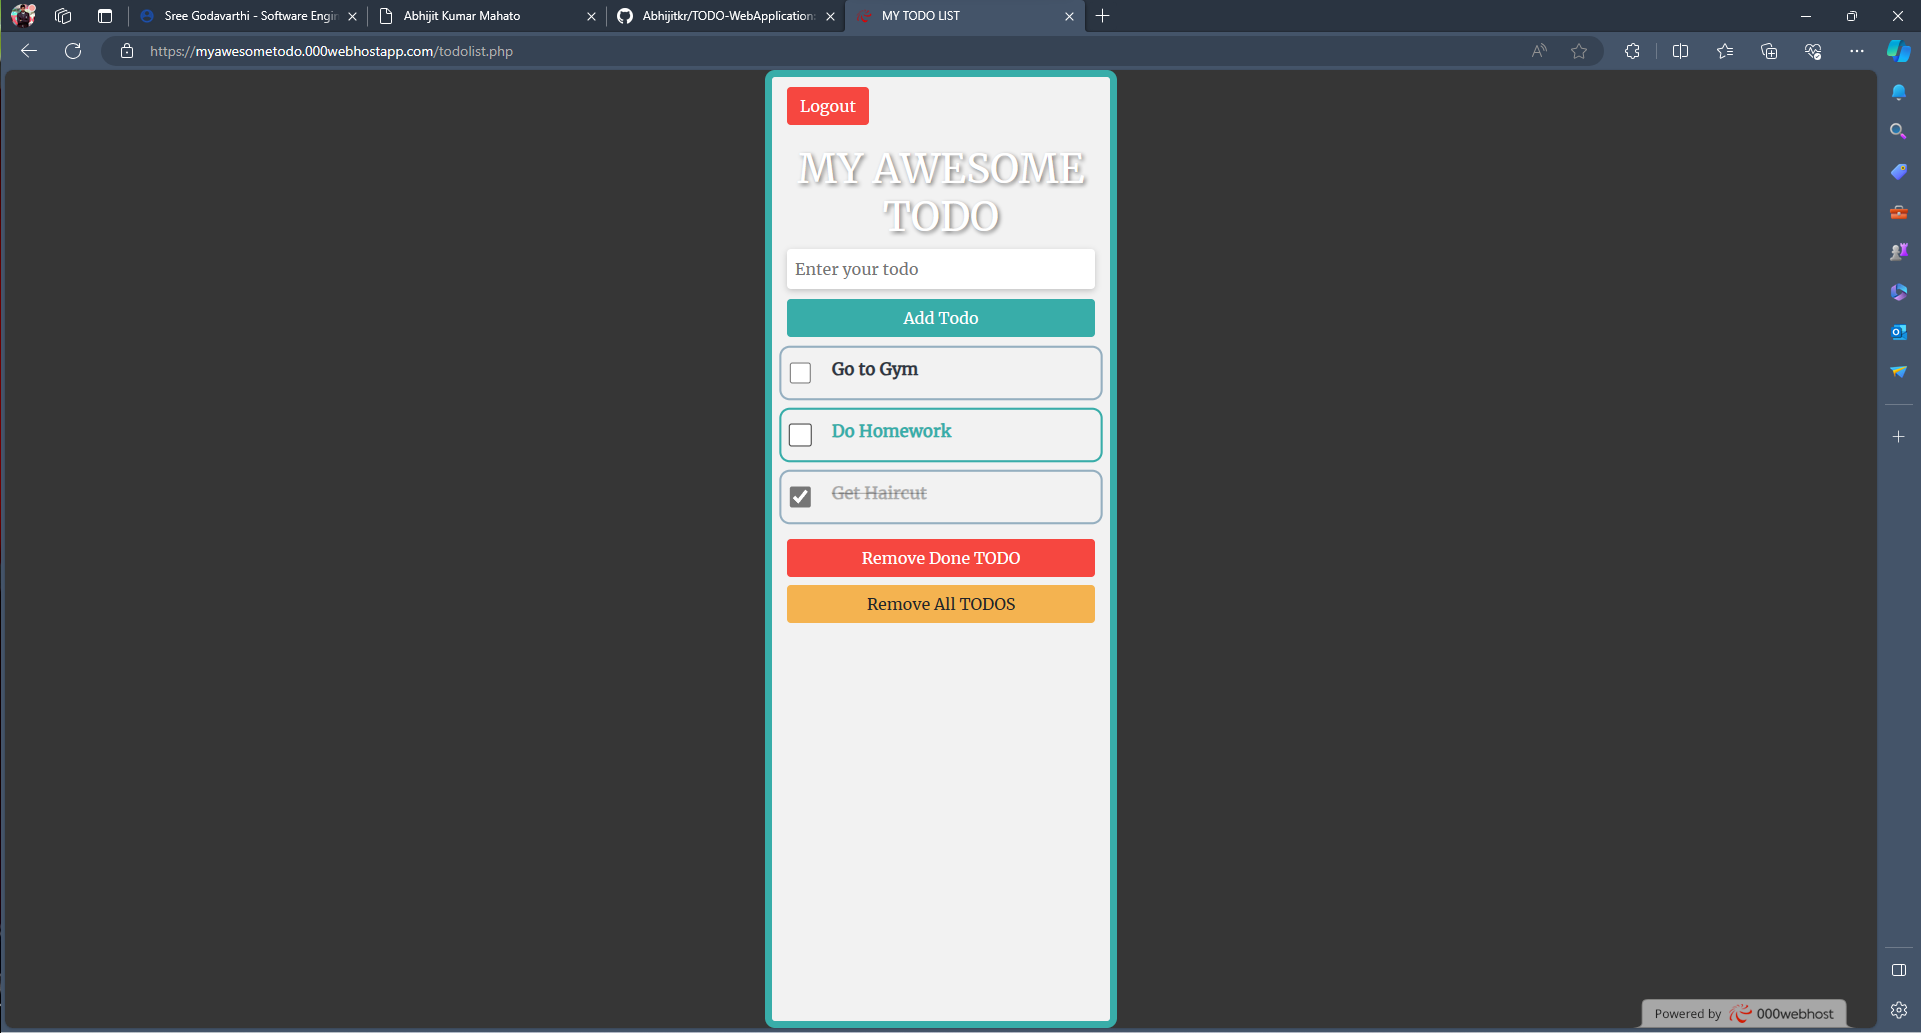 Sree Godavarthi - Software Engin
Abhijit Kumar Mahato
Abhijitkr/TODO-WebApplication:
MY TODO LIST
https://myawesometodo.000webhostapp.com/todolist.php
Logout
MY AWESOME
TODO
Enter your todo
Add Todo
Go to Gym
Do Homework
Get Haircut
Remove Done TODO
Remove All TODOS
Powered by 000webhost